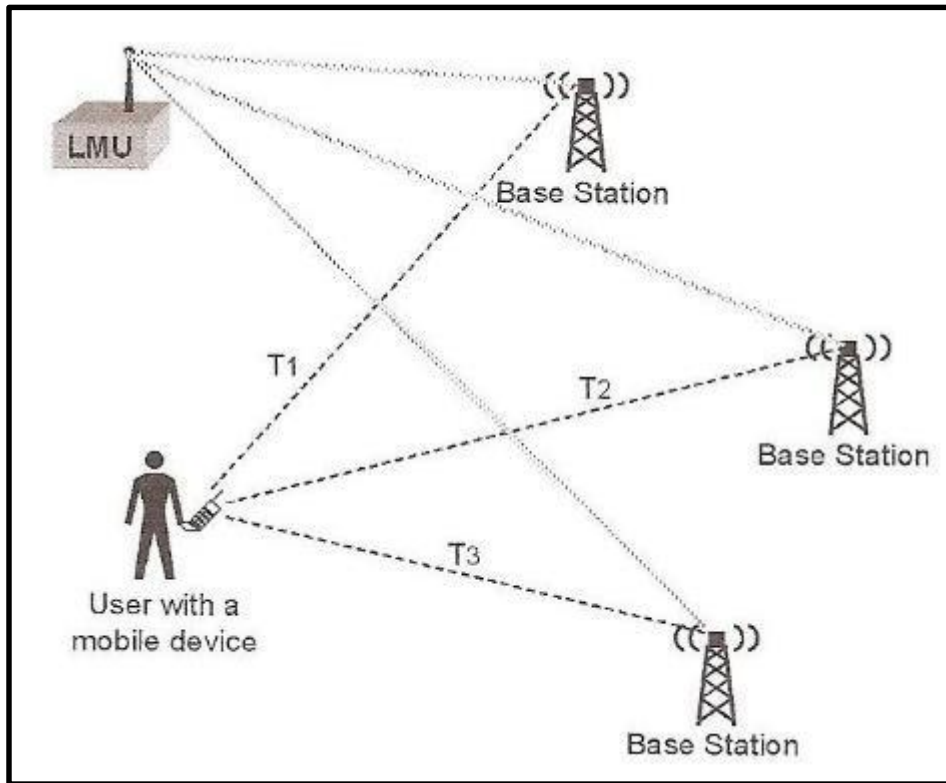 LMU
Base Station
T1
T2
Base Station
User with a
mobile device
T3
Base Station